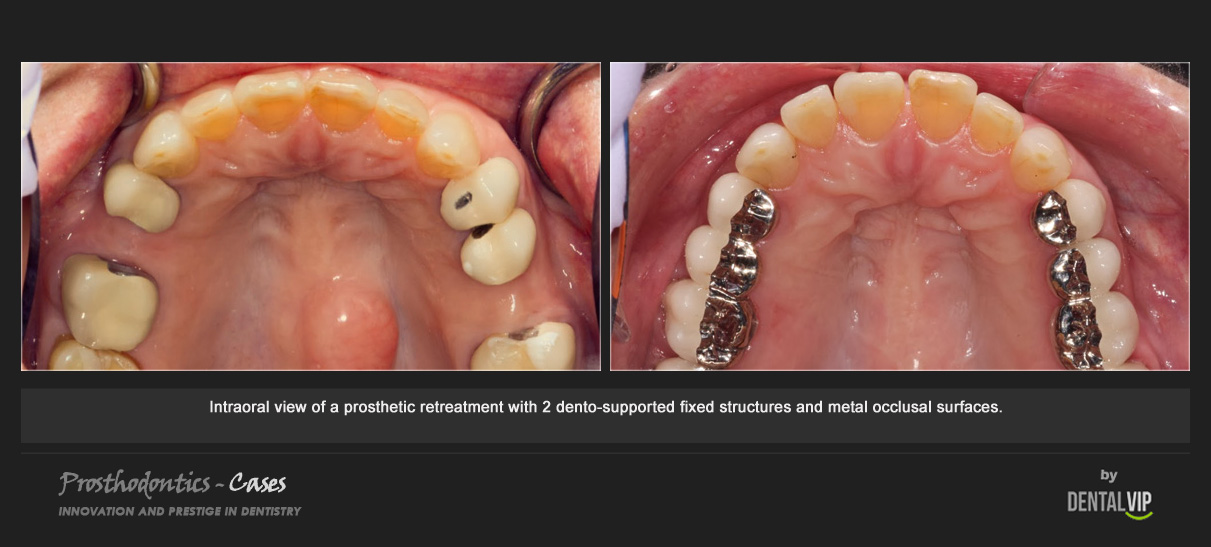 Intraoral view of a prosthetic retreatment with 2 dento-supported fixed structures and metal occlusal surfaces.
Prosthodontics - Cases
INNOVATION AND PRESTIGE IN DENTISTRY
by
DENTALVIP